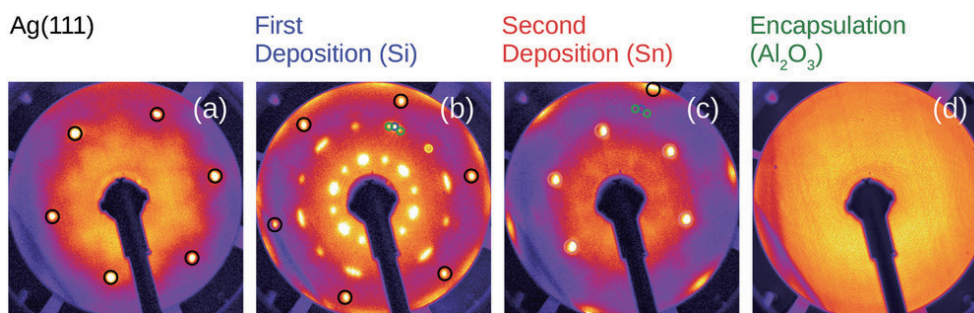 Ag(111)
First
Deposition (Si)
Second
Deposition (Sn)
Encapsulation
(Al₂O₃)
(a)
(b)
(c)
(d)